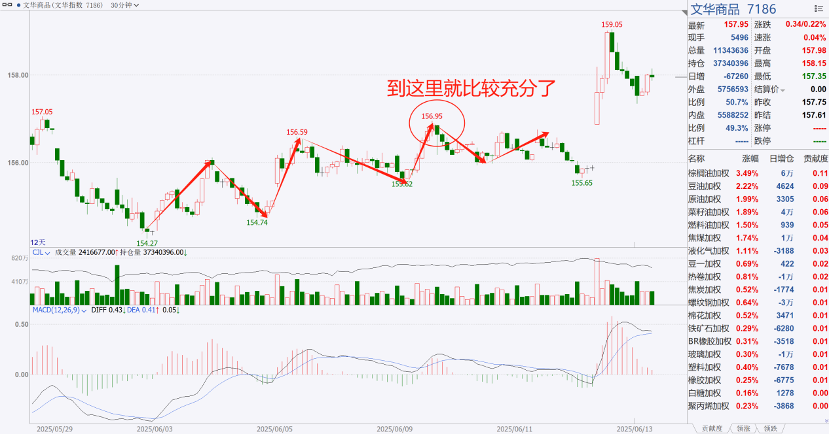 文华商品(文华指数 7186) 30分钟
文华商品 7186
最新 157.95 涨跌 0.34/0.22%
现手 5496 涨速 0.04%
总量 11343636 开盘 157.98
持仓 37340396 最高 158.15
日增 -67260 最低 157.35
外盘 5756593 结算价 0.00
比例 50.7% 昨收 157.75
内盘 5588252 昨结 157.61
比例 49.3% 涨停 -----
杠杆 ----- 跌停 -----
名称 涨幅 日增仓 贡献度
棕榈油加权 3.49% 6万 0.11
豆油加权 2.22% 4624 0.09
原油加权 1.99% 3305 0.06
菜籽油加权 1.89% 4万 0.06
燃料油加权 1.50% 939 0.05
焦煤加权 1.74% 1万 0.04
液化气加权 1.11% -3188 0.03
豆一加权 0.69% 422 0.02
热卷加权 0.81% -1万 0.02
焦炭加权 0.52% -1774 0.01
螺纹钢加权 0.64% -3万 0.01
棉花加权 0.52% 3471 0.01
铁矿石加权 0.29% -6280 0.01
BR橡胶加权 0.31% -3518 0.01
玻璃加权 0.30% -1万 0.01
塑料加权 0.40% -7678 0.01
橡胶加权 0.25% -6775 0.01
白糖加权 0.16% 1278 0.00
聚丙烯加权 0.23% -3868 0.00
贡献度 领涨 领跌
159.05
158.00
到这里就比较充分了
157.05
156.95
156.59
156.00
159.62
155.65
154.74
154.27
12天
CJL 成交量 2416677.00↑ 持仓量 37340396.00↓
820万
410万
MACD(12,26,9) DIFF 0.43↓ DEA 0.41↑ 0.05↓
0.50
0.00
2025/05/29 2025/06/03 2025/06/05 2025/06/09 2025/06/11 2025/06/13